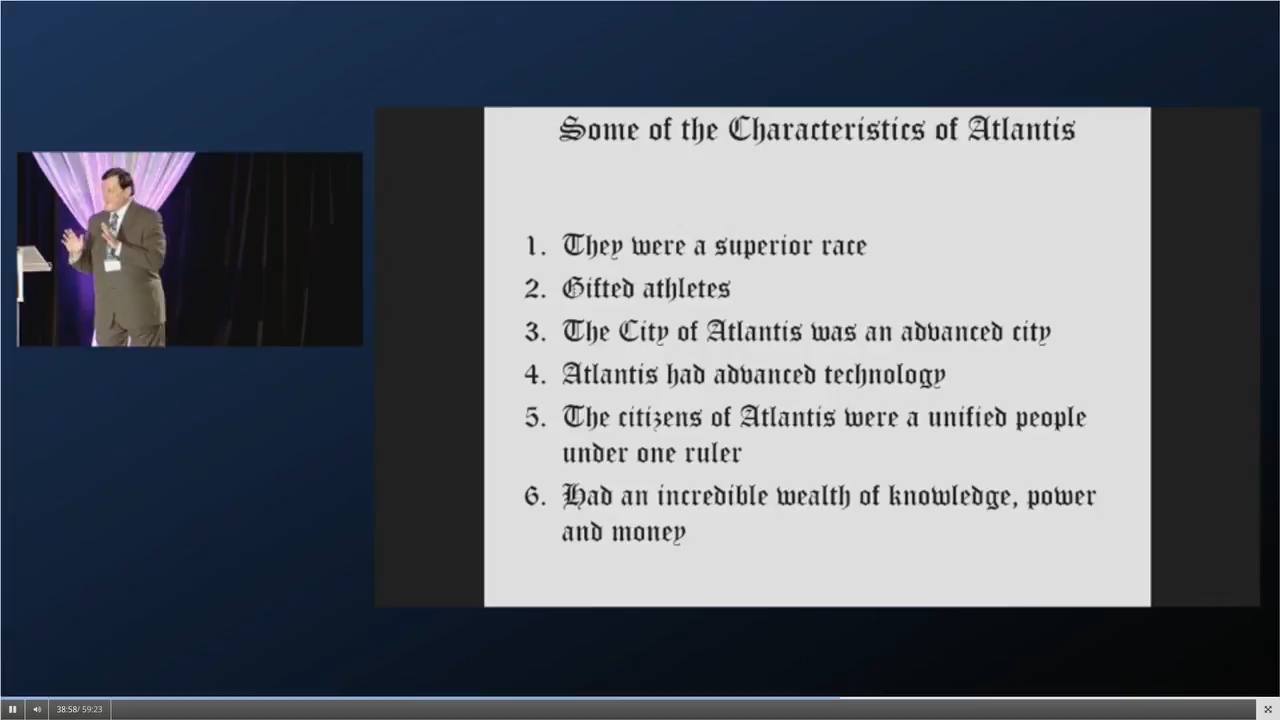 Some of the Characteristics of Atlantis
1. They were a superior race
2. Gifted athletes
3. The City of Atlantis was an advanced city
4. Atlantis had advanced technology
5. The citizens of Atlantis were a unified people
under one ruler
6. Had an incredible wealth of knowledge, power
and money
38:58/ 59:23